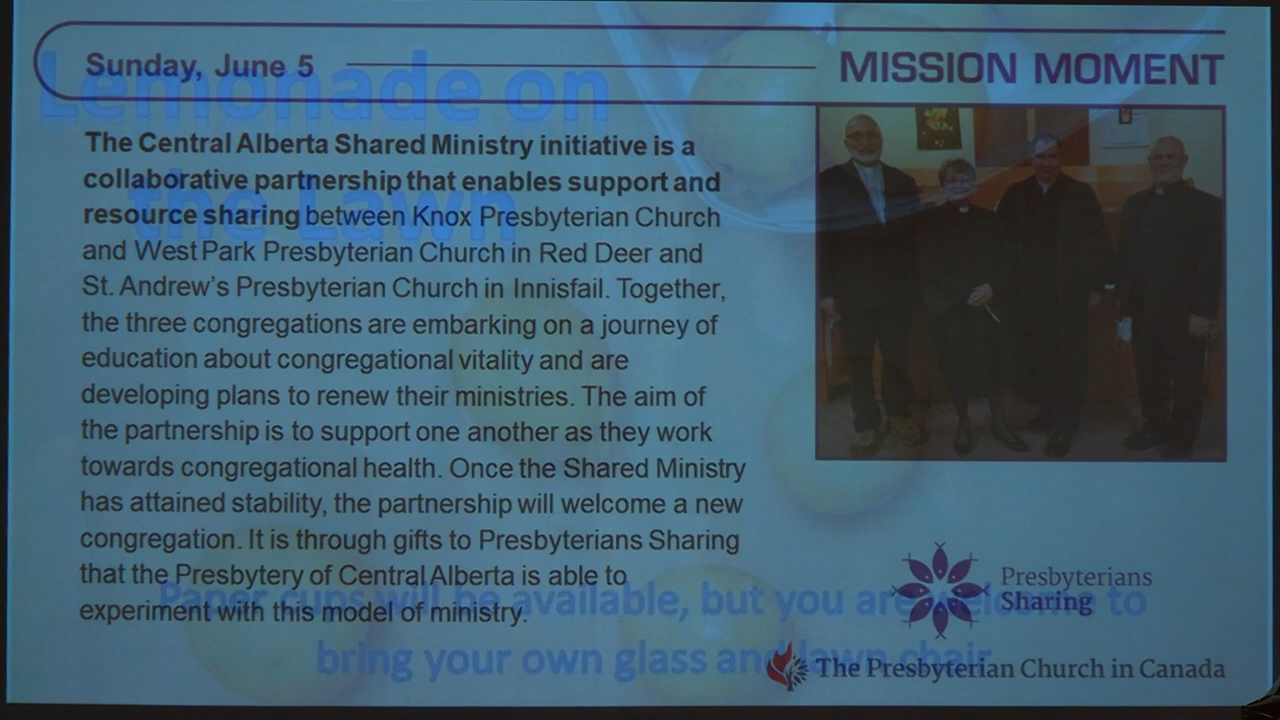 Sunday, June 5
MISSION MOMENT
Lemonade on
the Lawn
The Central Alberta Shared Ministry initiative is a
collaborative partnership that enables support and
resource sharing between Knox Presbyterian Church
and West Park Presbyterian Church in Red Deer and
St. Andrew's Presbyterian Church in Innisfail. Together,
the three congregations are embarking on a journey of
education about congregational vitality and are
developing plans to renew their ministries. The aim of
the partnership is to support one another as they work
towards congregational health. Once the Shared Ministry
has attained stability, the partnership will welcome a new
congregation. It is through gifts to Presbyterians Sharing
that the Presbytery of Central Alberta is able to
experiment with this model of ministry.
Paper cups will be available, but you are welcome to
bring your own glass and lawn chair
Presbyterians
Sharing
The Presbyterian Church in Canada